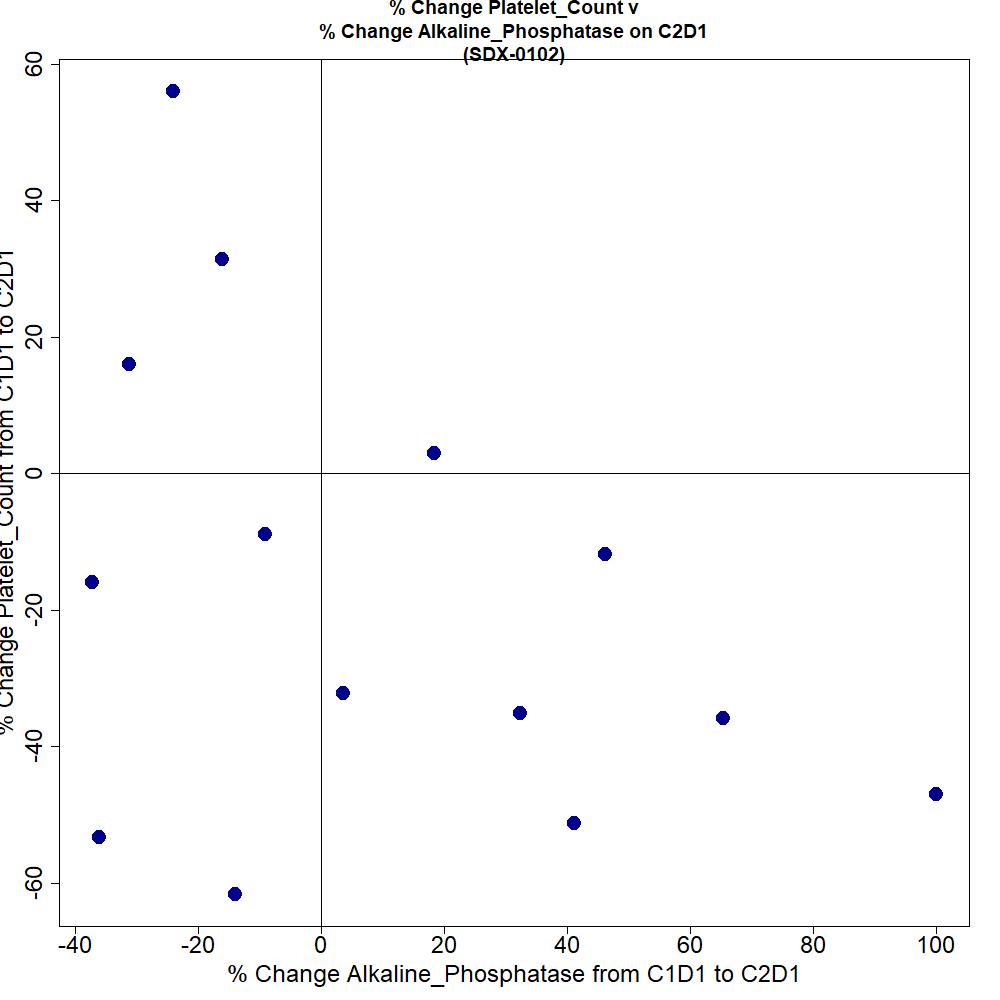 % Change Platelet_Count v
% Change Alkaline_Phosphatase on C2D1
(SDX-0102)
% Change Platelet_Count from C1D1 to C2D1
60
40
20
0
-20
-40
-60
-40 -20 0 20 40 60 80 100
% Change Alkaline_Phosphatase from C1D1 to C2D1